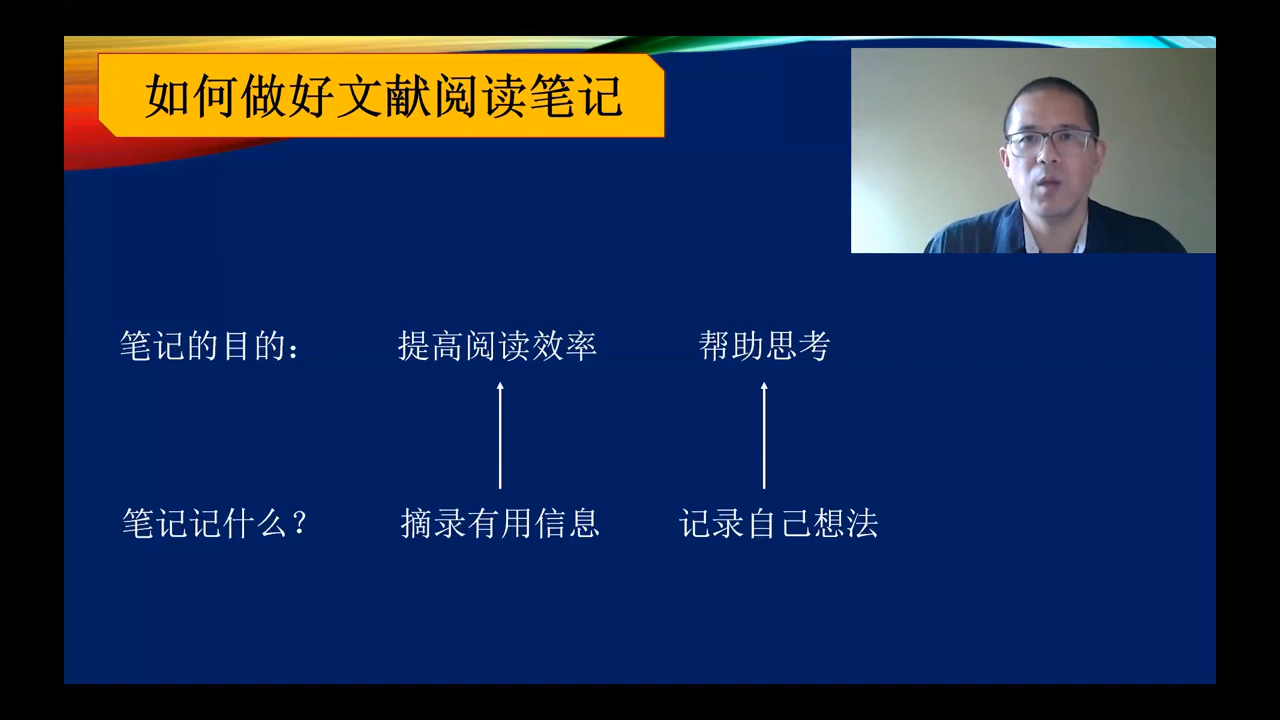 如何做好文献阅读笔记
笔记的目的： 提高阅读效率 帮助思考
笔记记什么？ 摘录有用信息 记录自己想法